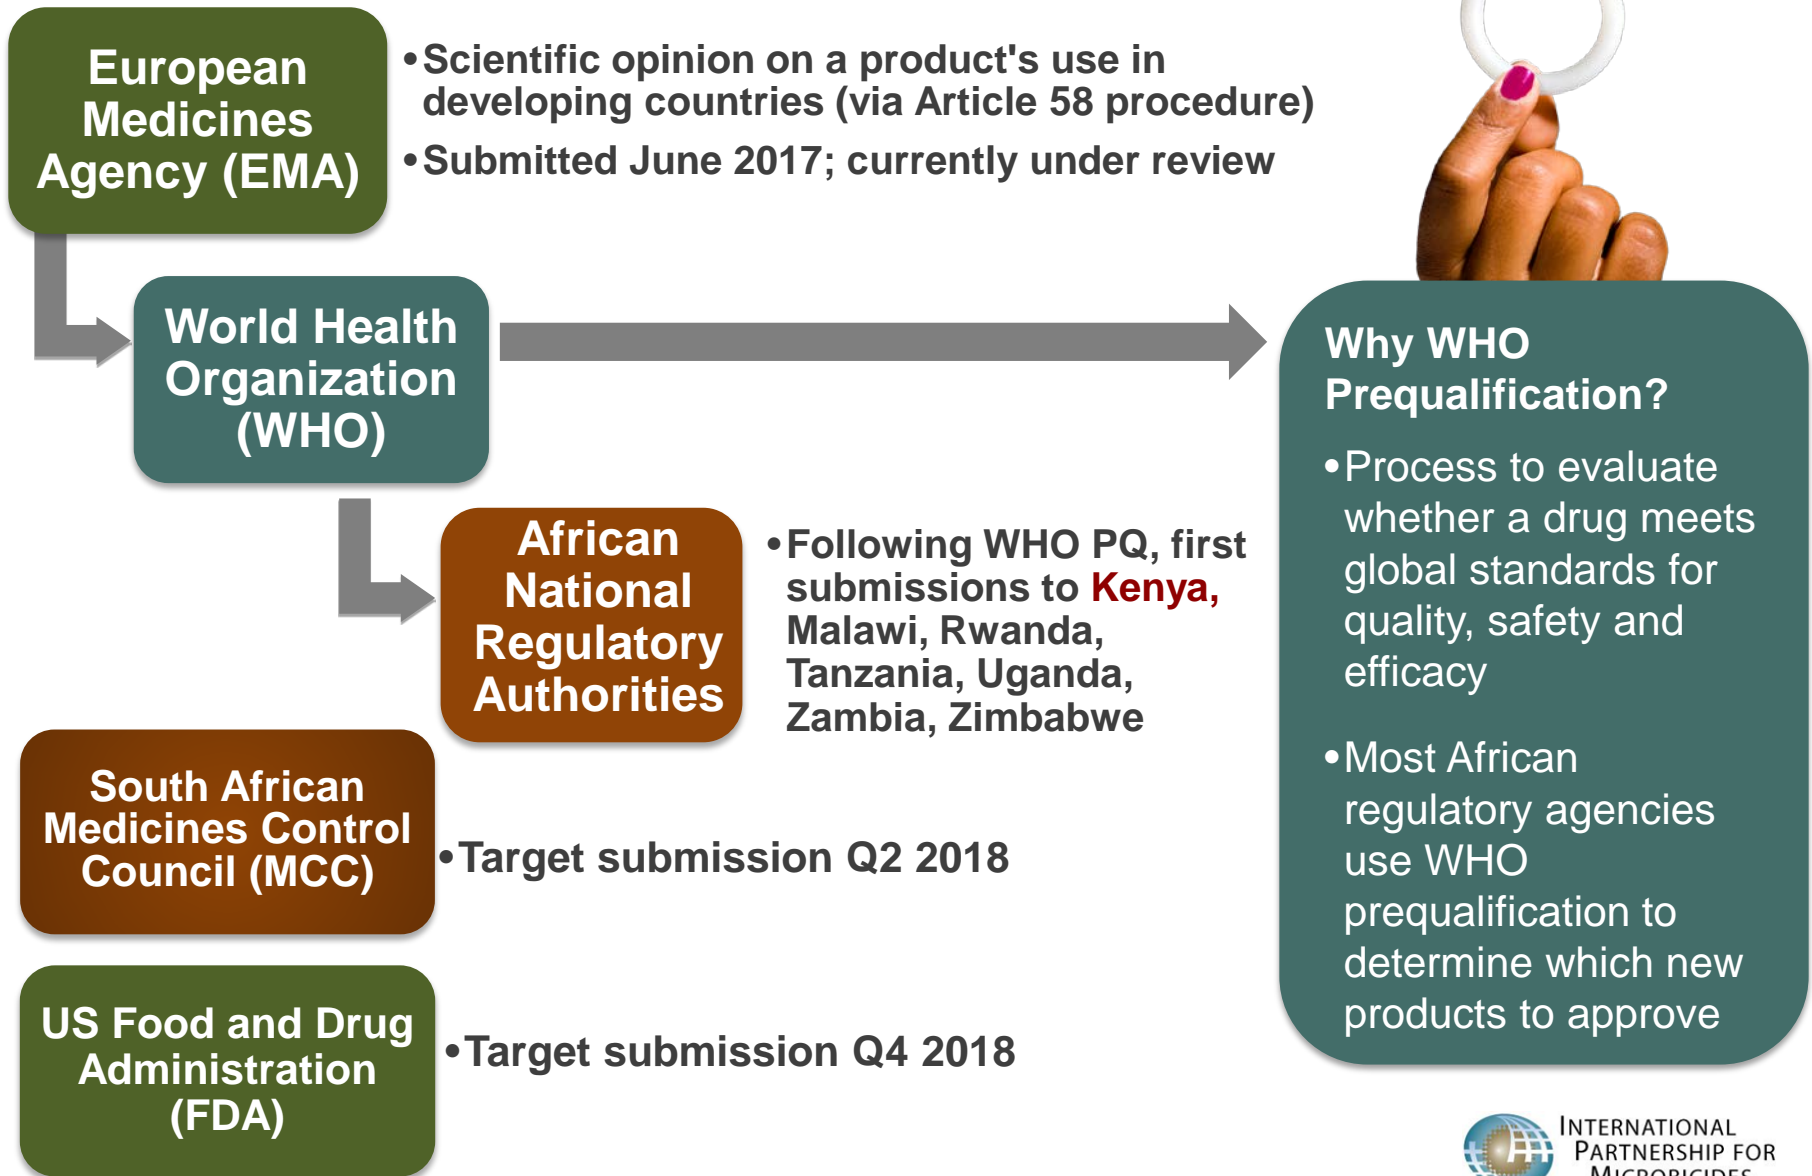 European
Medicines
Agency (EMA)
•Scientific opinion on a product's use in
developing countries (via Article 58 procedure)
•Submitted June 2017; currently under review
World Health
Organization
(WHO)
African
National
Regulatory
Authorities
•Following WHO PQ, first
submissions to Kenya,
Malawi, Rwanda,
Tanzania, Uganda,
Zambia, Zimbabwe
South African
Medicines Control
Council (MCC)
•Target submission Q2 2018
US Food and Drug
Administration
(FDA)
•Target submission Q4 2018
Why WHO
Prequalification?
•Process to evaluate
whether a drug meets
global standards for
quality, safety and
efficacy
•Most African
regulatory agencies
use WHO
prequalification to
determine which new
products to approve
INTERNATIONAL
PARTNERSHIP FOR
MICROBICIDES